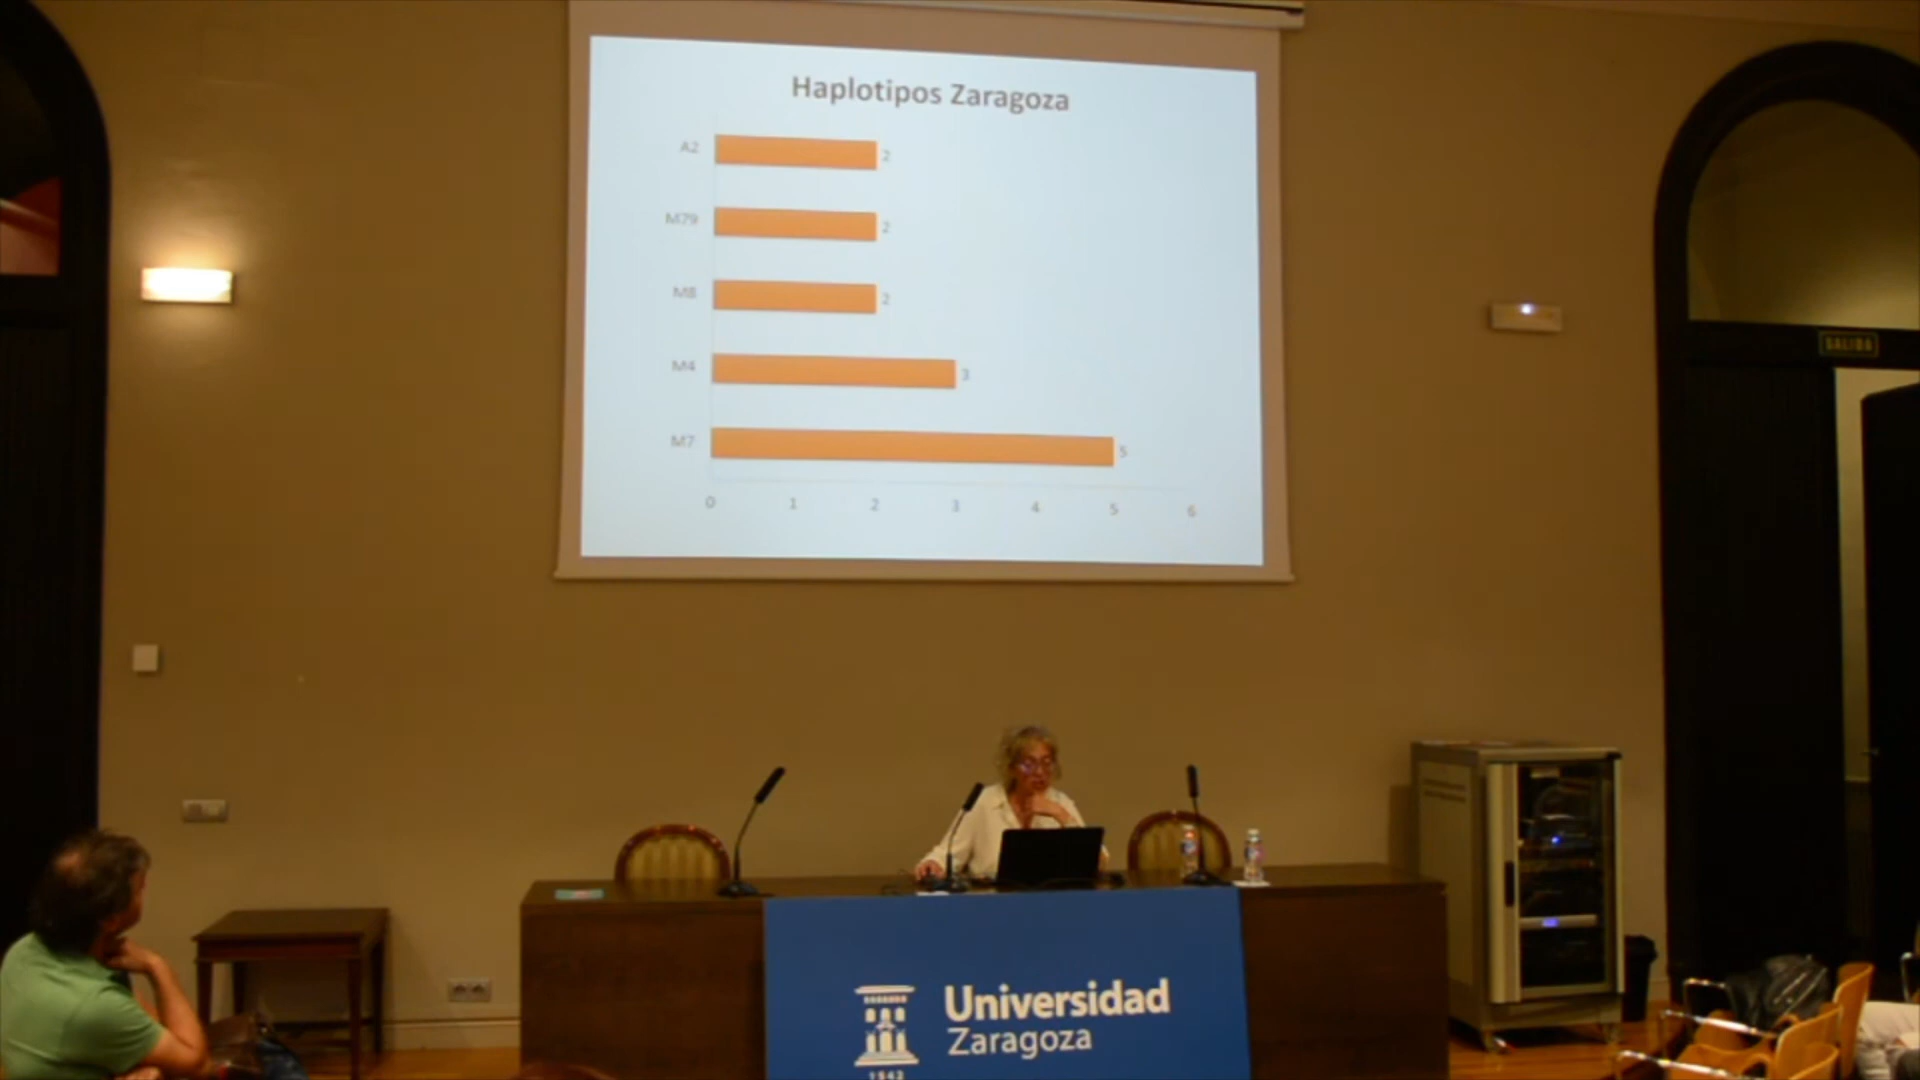 Haplotipos Zaragoza
A2 2
M79 2
M8 2
M4 3
M7 5
0 1 2 3 4 5 6
SALIDA
Universidad
Zaragoza
1542